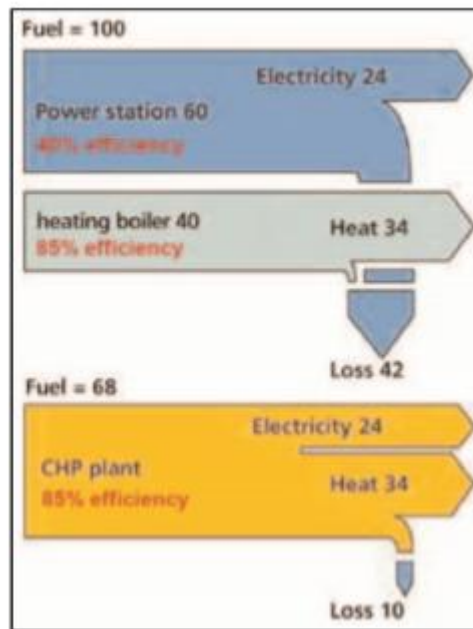 Fuel = 100
Electricity 24
Power station 60
40% efficiency
heating boiler 40
85% efficiency
Heat 34
Loss 42
Fuel = 68
Electricity 24
CHP plant
85% efficiency
Heat 34
Loss 10